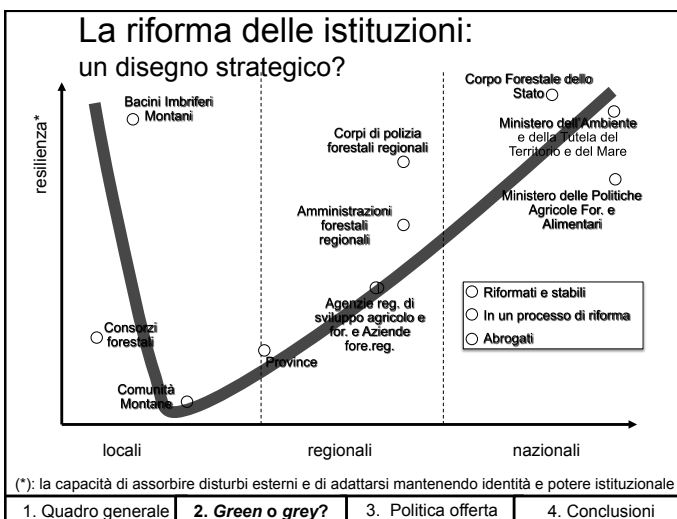 La riforma delle istituzioni:
un disegno strategico?
resilienza*
Bacini Imbriferi
Montani
Corpo Forestale dello
Stato
Corpi di polizia
forestali regionali
Ministero dell'Ambiente
e della Tutela del
Territorio e del Mare
Ministero delle Politiche
Agricole For. e
Alimentari
Amministrazioni
forestali
regionali
Agenzie reg. di
sviluppo agricolo e
for. e Aziende
fore.reg.
Consorzi
forestali
Province
Comunità
Montane
Riformati e stabili
In un processo di riforma
Abrogati
locali
regionali
nazionali
(*): la capacità di assorbire disturbi esterni e di adattarsi mantenendo identità e potere istituzionale
1. Quadro generale
2. Green o grey?
3. Politica offerta
4. Conclusioni